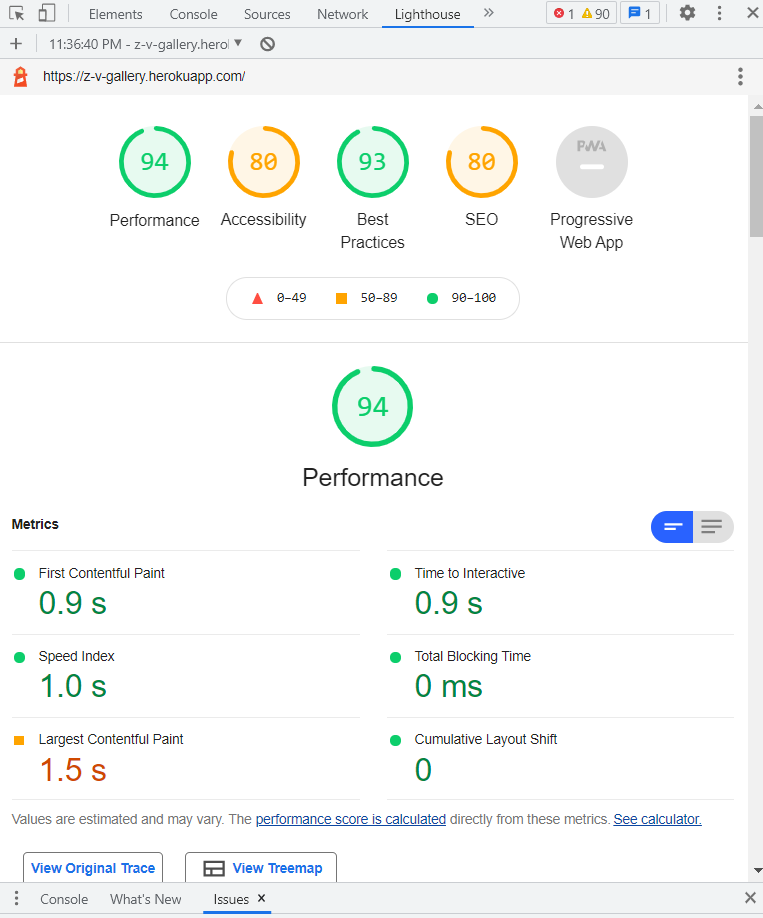 Elements Console Sources Network Lighthouse » 1 90 1
11:36:40 PM - z-v-gallery.hero
https://z-v-gallery.herokuapp.com/
94 80 93 80 PWA
Performance Accessibility Best Practices SEO Progressive Web App
0–49 50–89 90–100
94
Performance
Metrics
First Contentful Paint
0.9 s
Time to Interactive
0.9 s
Speed Index
1.0 s
Total Blocking Time
0 ms
Largest Contentful Paint
1.5 s
Cumulative Layout Shift
0
Values are estimated and may vary. The performance score is calculated directly from these metrics. See calculator.
View Original Trace View Treemap
Console What's New Issues